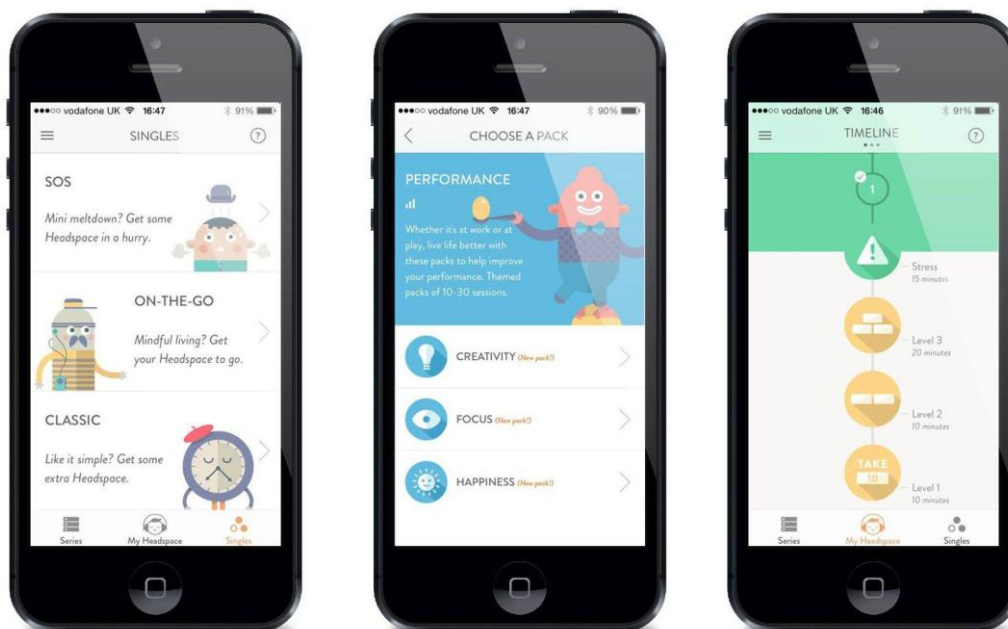 ●●●○○ vodafone UK 16:47 91%
SINGLES ?
SOS
Mini meltdown? Get some
Headspace in a hurry.
ON-THE-GO
Mindful living? Get
your Headspace to go.
CLASSIC
Like it simple? Get some
extra Headspace.
Series My Headspace Singles
●●●○○ vodafone UK 16:47 90%
CHOOSE A PACK
PERFORMANCE
Whether it's at work or at
play, live life better with
these packs to help improve
your performance. Themed
packs of 10-30 sessions.
CREATIVITY (New pack!)
FOCUS (New pack!)
HAPPINESS (New pack!)
●●●○○ vodafone UK 16:46 91%
TIMELINE ?
1
!
Stress
15 minutes
Level 3
20 minutes
Level 2
10 minutes
TAKE
10
Level 1
10 minutes
Series My Headspace Singles